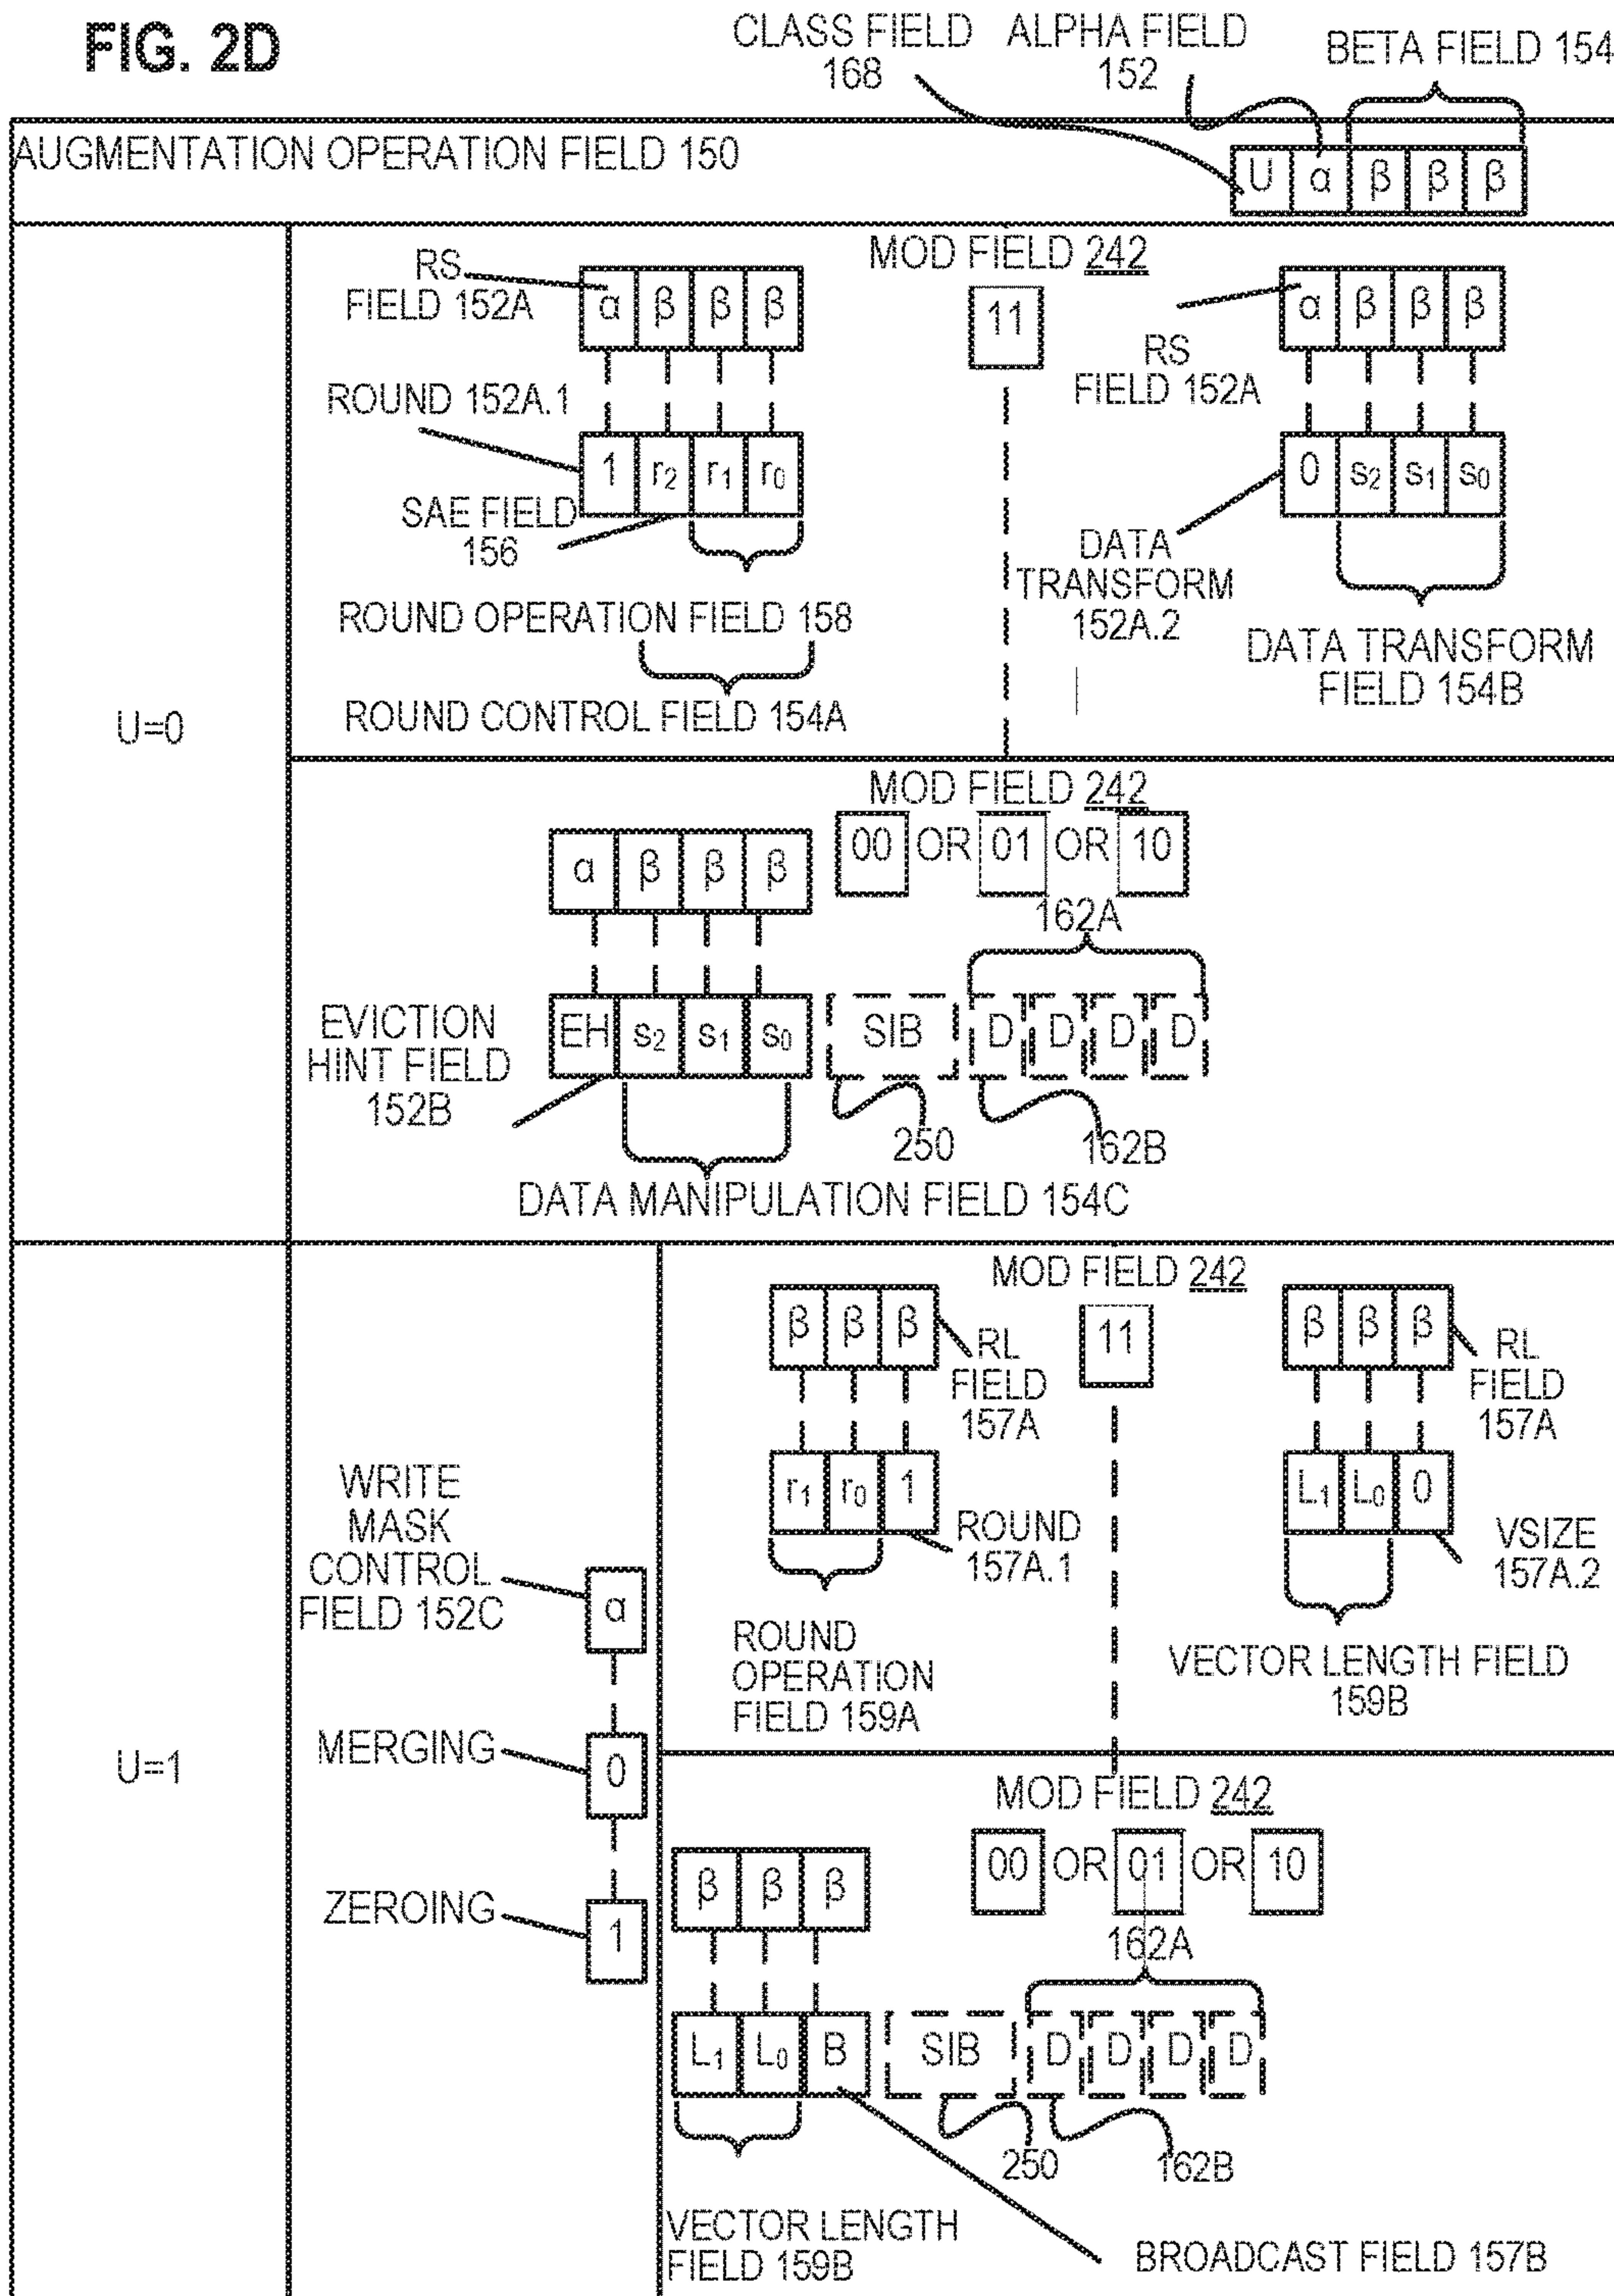 FIG. 2D
CLASS FIELD
168
ALPHA FIELD
152
BETA FIELD 154
AUGMENTATION OPERATION FIELD 150
U α β β β
U=0
RS
FIELD 152A
α β β β
MOD FIELD 242
11
α β β β
RS
FIELD 152A
ROUND 152A.1
1 r2 r1 r0
0 s2 s1 s0
SAE FIELD
156
DATA
TRANSFORM
152A.2
ROUND OPERATION FIELD 158
DATA TRANSFORM
FIELD 154B
ROUND CONTROL FIELD 154A
MOD FIELD 242
α β β β
00 OR 01 OR 10
162A
EVICTION
HINT FIELD
152B
EH s2 s1 s0 SIB D D D D
250
162B
DATA MANIPULATION FIELD 154C
U=1
WRITE
MASK
CONTROL
FIELD 152C
α
MERGING
0
ZEROING
1
MOD FIELD 242
β β β
RL
FIELD
157A
11
β β β
RL
FIELD
157A
r1 r0 1
ROUND
157A.1
L1 L0 0
VSIZE
157A.2
ROUND
OPERATION
FIELD 159A
VECTOR LENGTH FIELD
159B
MOD FIELD 242
β β β
00 OR 01 OR 10
162A
L1 L0 B SIB D D D D
250
162B
VECTOR LENGTH
FIELD 159B
BROADCAST FIELD 157B